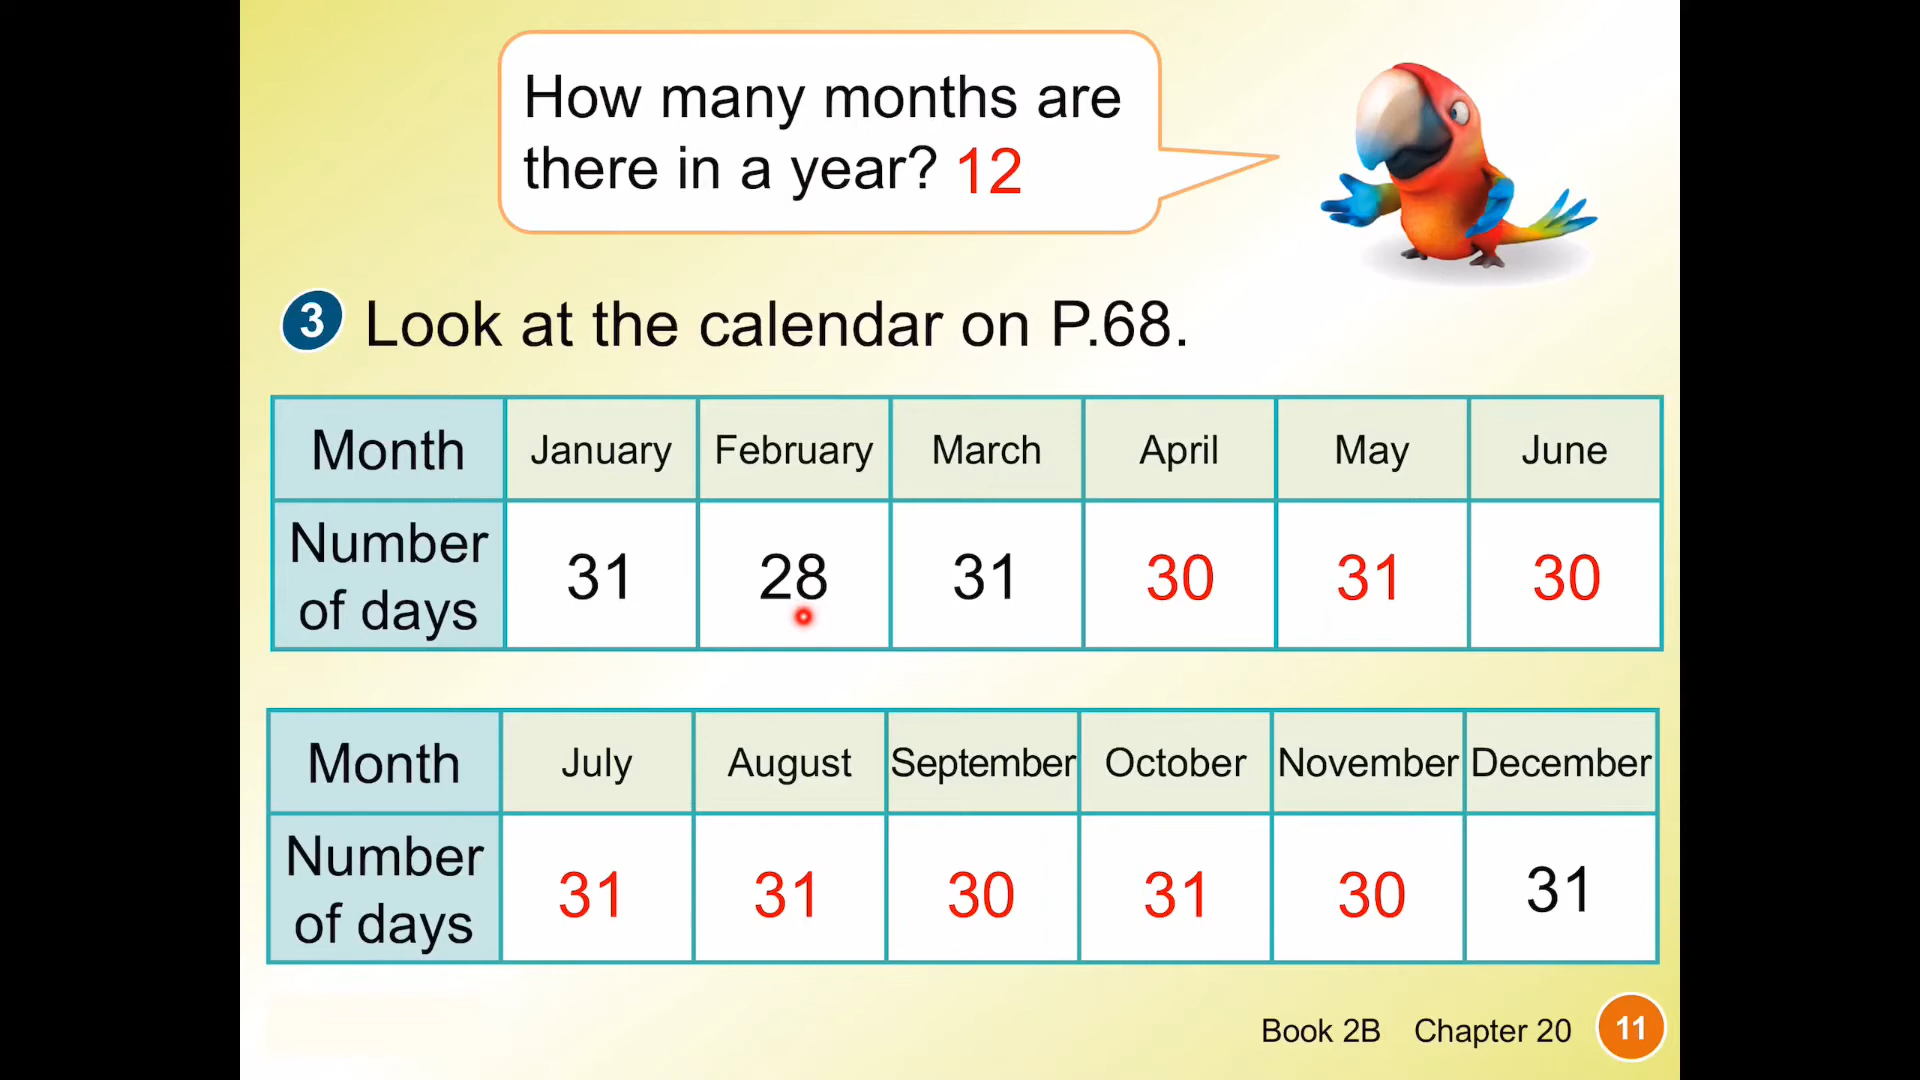 How many months are
there in a year? 12
3 Look at the calendar on P.68.
Month January February March April May June
Number of days 31 28 31 30 31 30
Month July August September October November December
Number of days 31 31 30 31 30 31
Book 2B Chapter 20 11